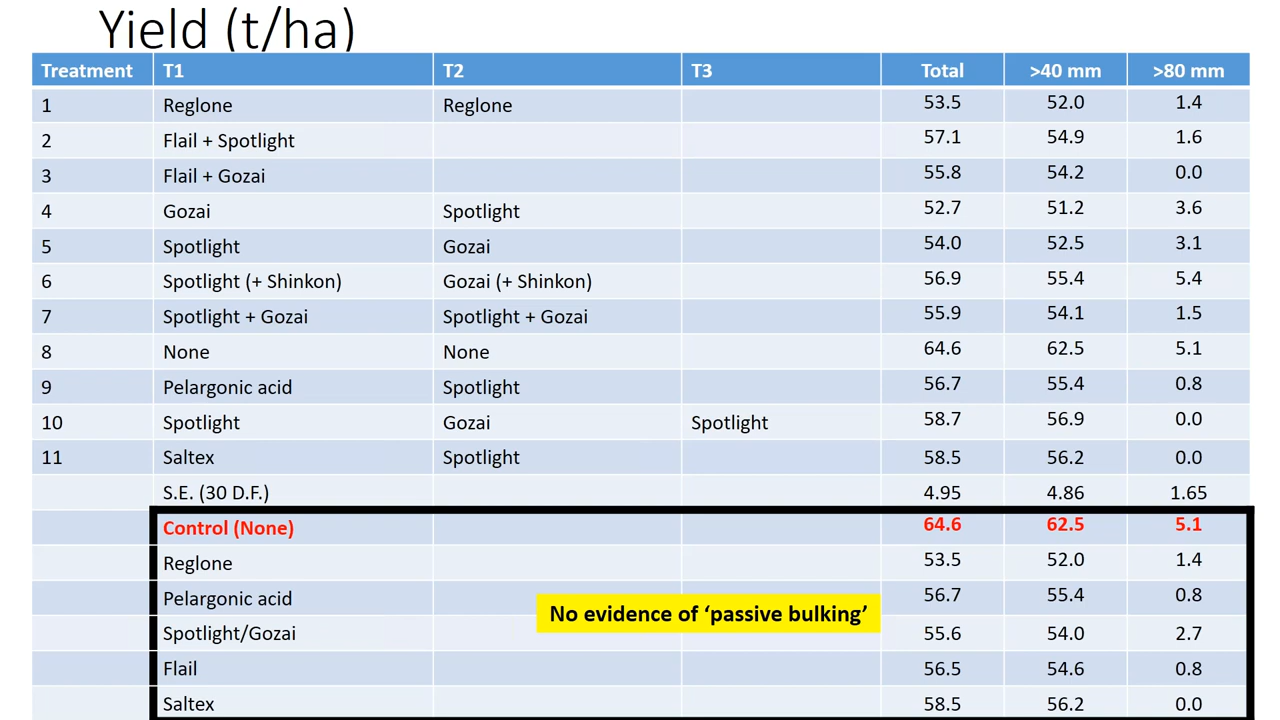 Yield (t/ha)
Treatment T1 T2 T3 Total >40 mm >80 mm
1 Reglone Reglone 53.5 52.0 1.4
2 Flail + Spotlight 57.1 54.9 1.6
3 Flail + Gozai 55.8 54.2 0.0
4 Gozai Spotlight 52.7 51.2 3.6
5 Spotlight Gozai 54.0 52.5 3.1
6 Spotlight (+ Shinkon) Gozai (+ Shinkon) 56.9 55.4 5.4
7 Spotlight + Gozai Spotlight + Gozai 55.9 54.1 1.5
8 None None 64.6 62.5 5.1
9 Pelargonic acid Spotlight 56.7 55.4 0.8
10 Spotlight Gozai Spotlight 58.7 56.9 0.0
11 Saltex Spotlight 58.5 56.2 0.0
S.E. (30 D.F.) 4.95 4.86 1.65
Control (None) 64.6 62.5 5.1
Reglone 53.5 52.0 1.4
Pelargonic acid 56.7 55.4 0.8
No evidence of ‘passive bulking’
Spotlight/Gozai 55.6 54.0 2.7
Flail 56.5 54.6 0.8
Saltex 58.5 56.2 0.0